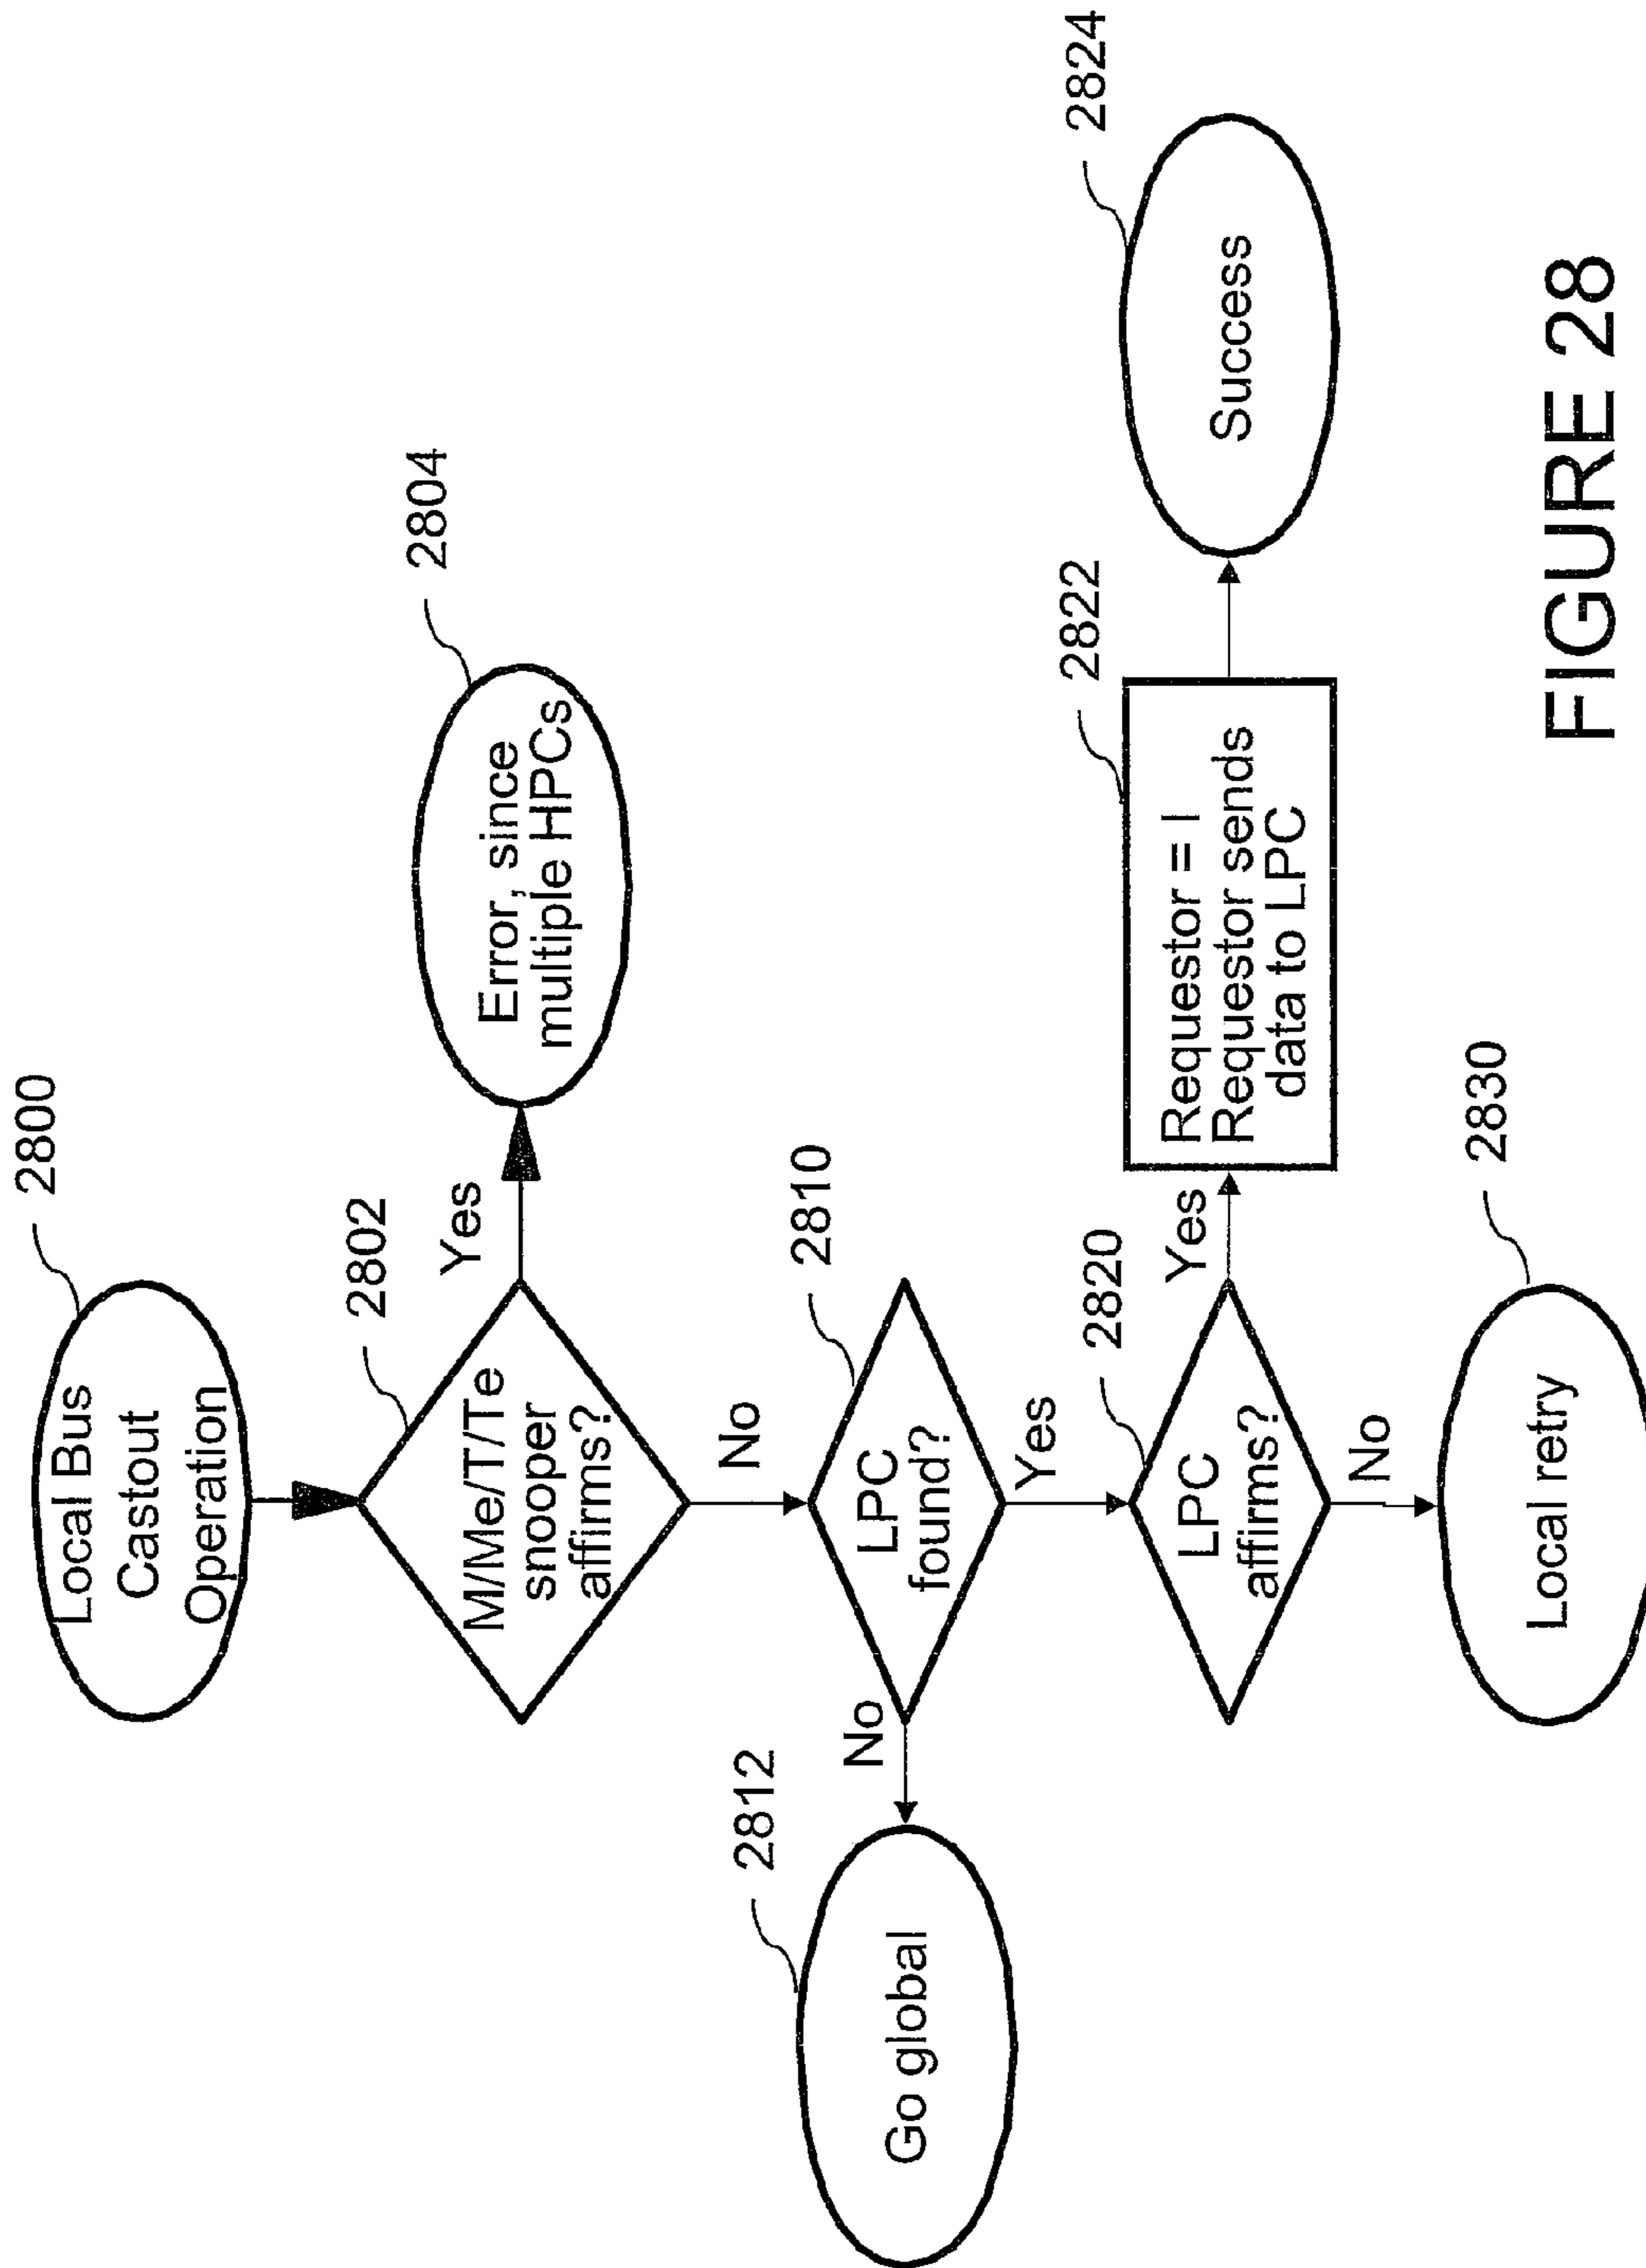 2800
Local Bus
Castout
Operation
2802
M/Me/T/Te
snooper
affirms?
Yes
2804
Error, since
multiple HPCs
No
2810
LPC
found?
No
2812
Go global
Yes
2820
LPC
affirms?
Yes
2822
Requestor = I
Requestor sends
data to LPC
2824
Success
No
2830
Local retry
FIGURE 28